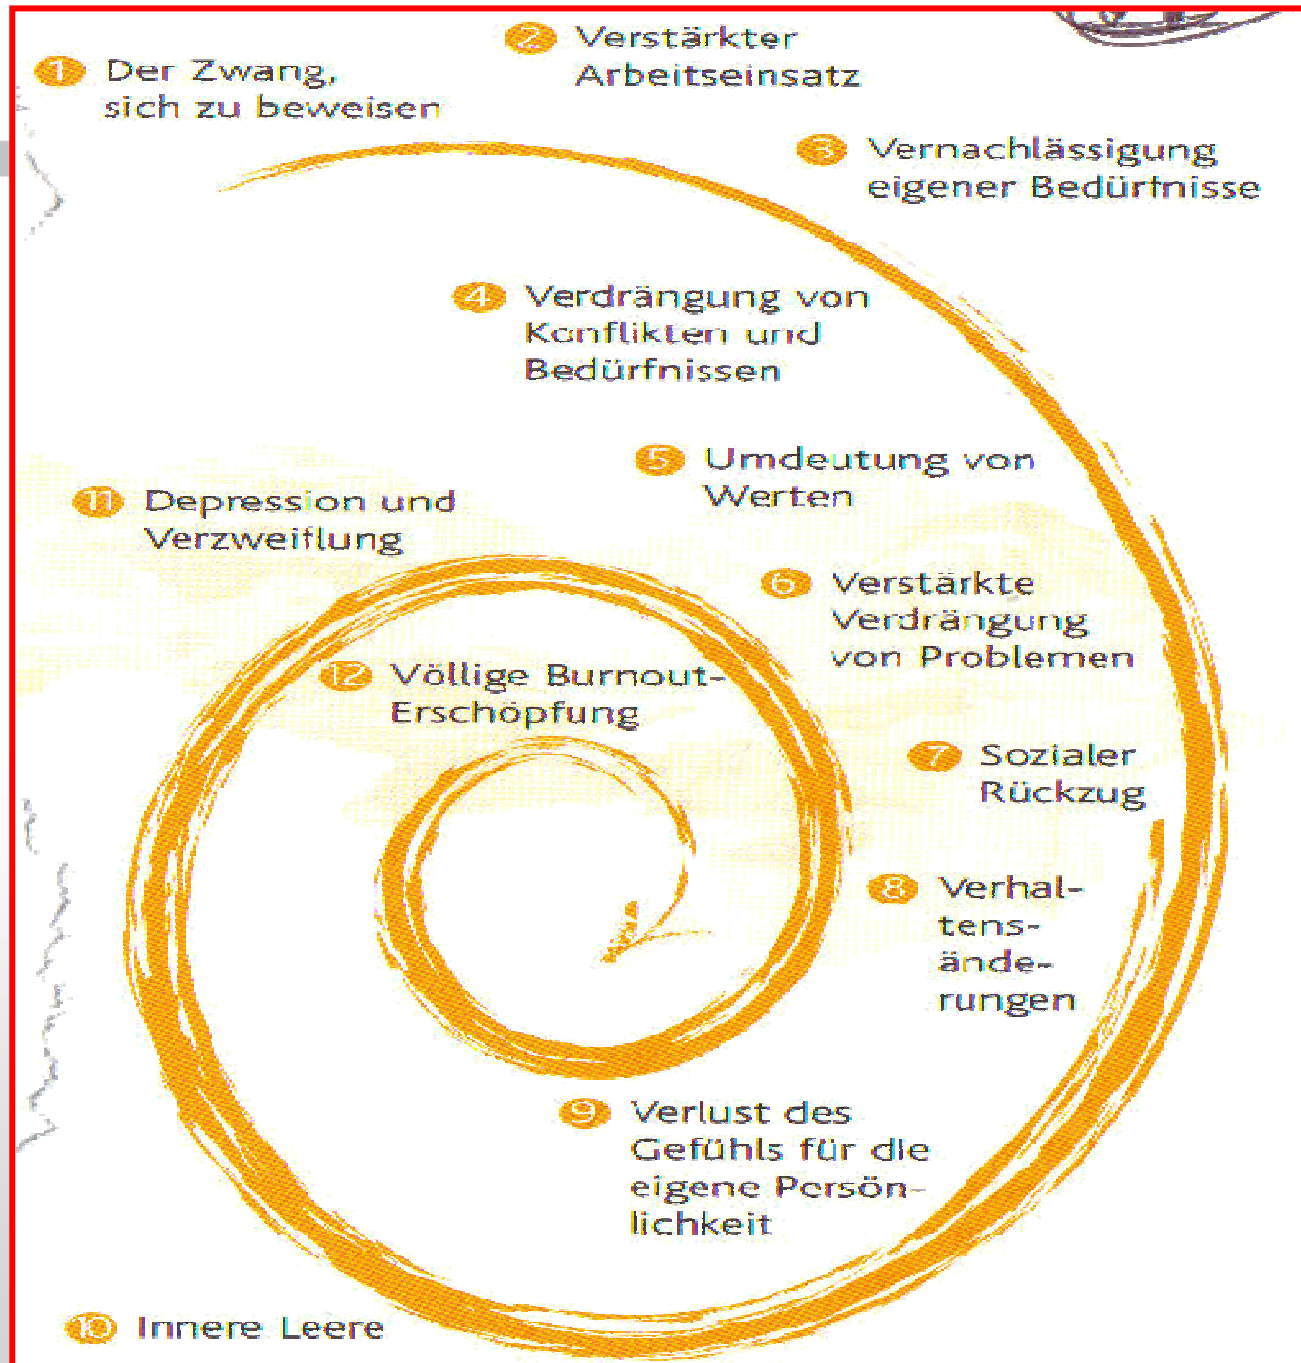 1 Der Zwang,
sich zu beweisen
2 Verstärkter
Arbeitseinsatz
3 Vernachlässigung
eigener Bedürfnisse
4 Verdrängung von
Konflikten und
Bedürfnissen
5 Umdeutung von
Werten
6 Verstärkte
Verdrängung
von Problemen
7 Sozialer
Rückzug
8 Verhal-
tens-
ände-
rungen
9 Verlust des
Gefühls für die
eigene Persön-
lichkeit
10 Innere Leere
11 Depression und
Verzweiflung
12 Völlige Burnout-
Erschöpfung